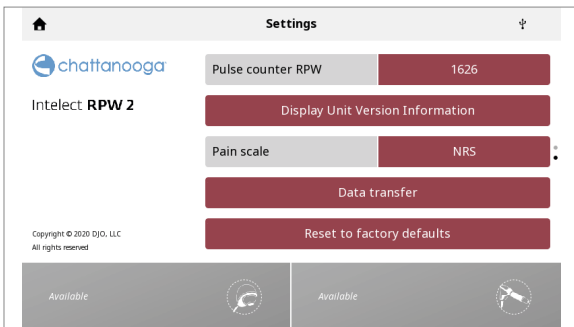 Settings
chattanooga
Intelect RPW 2
Pulse counter RPW 1626
Display Unit Version Information
Pain scale NRS
Data transfer
Reset to factory defaults
Copyright © 2020 DJO, LLC
All rights reserved
Available Available